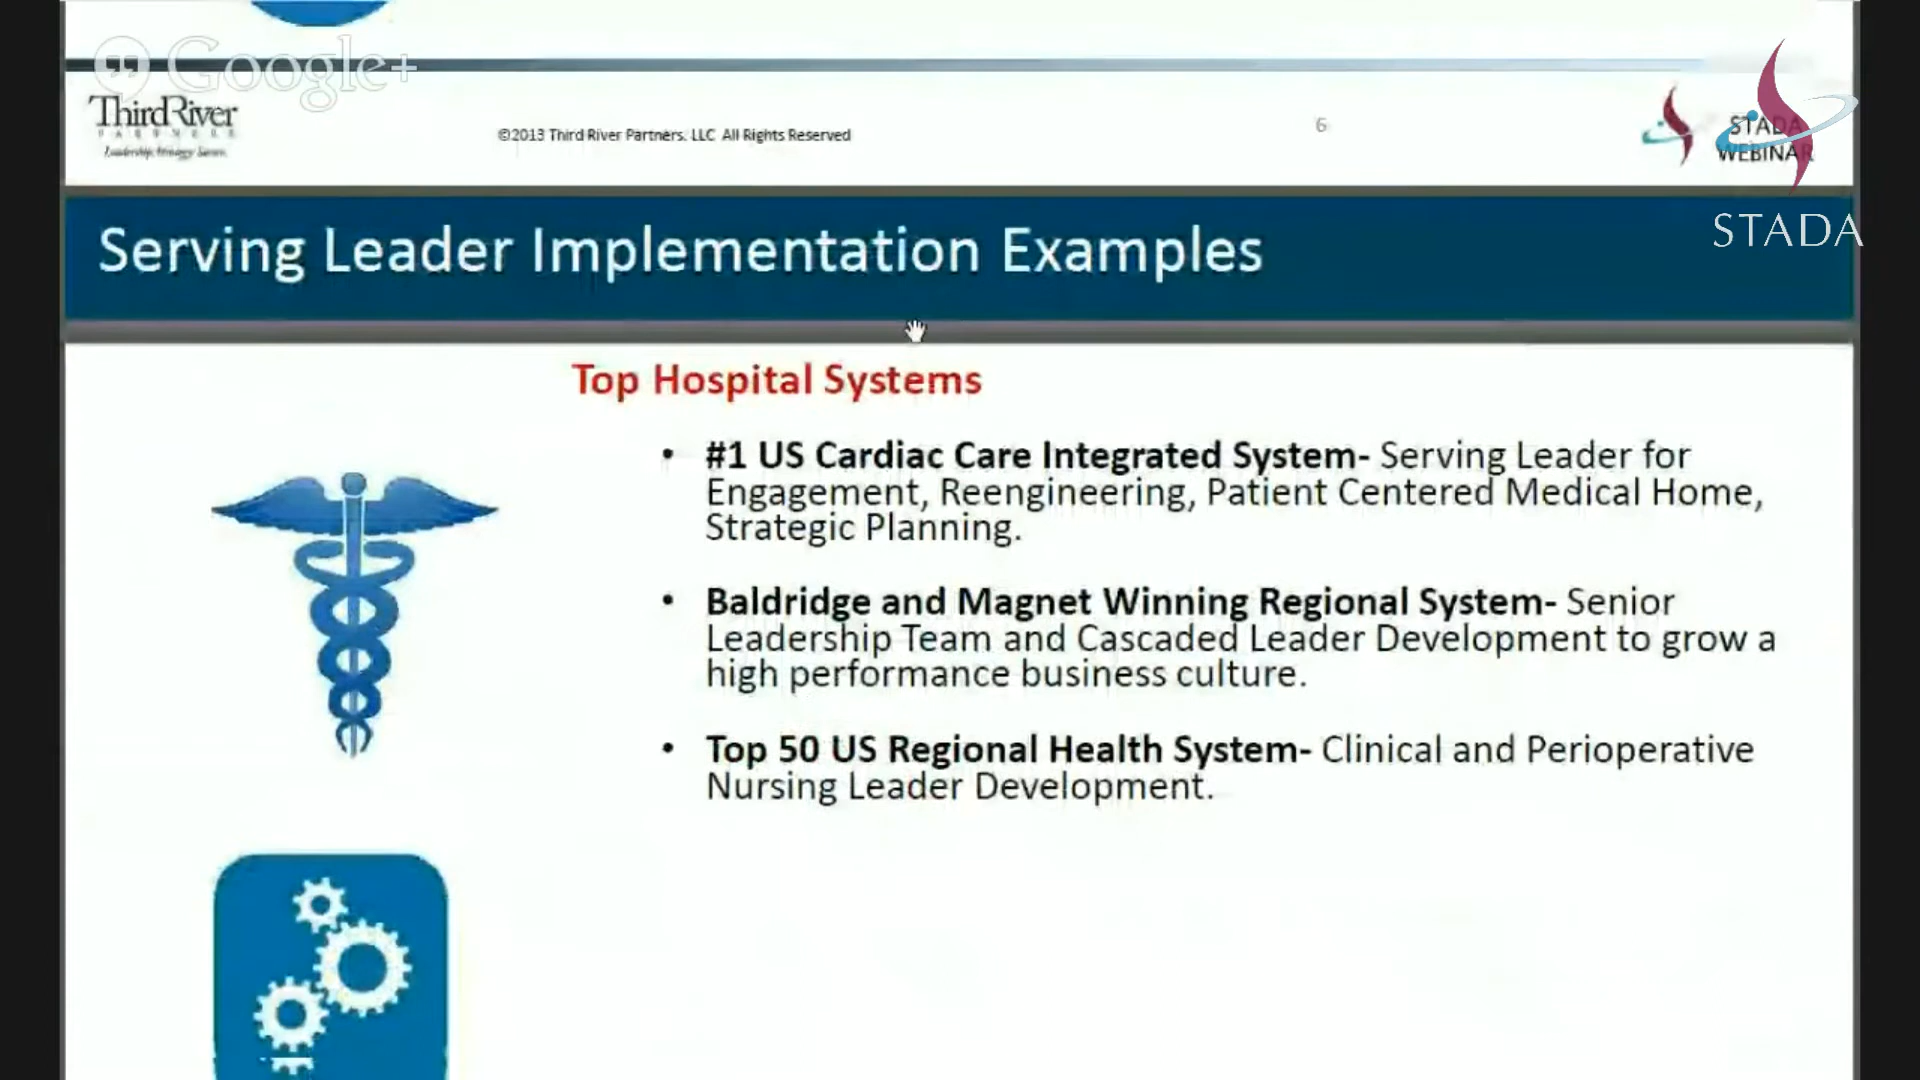 Google+
ThirdRiver
PARTNERS
©2013 Third River Partners. LLC All Rights Reserved
6
STADA
WEBINAR
STADA
Serving Leader Implementation Examples
Top Hospital Systems
• #1 US Cardiac Care Integrated System- Serving Leader for
Engagement, Reengineering, Patient Centered Medical Home,
Strategic Planning.
• Baldridge and Magnet Winning Regional System- Senior
Leadership Team and Cascaded Leader Development to grow a
high performance business culture.
• Top 50 US Regional Health System- Clinical and Perioperative
Nursing Leader Development.